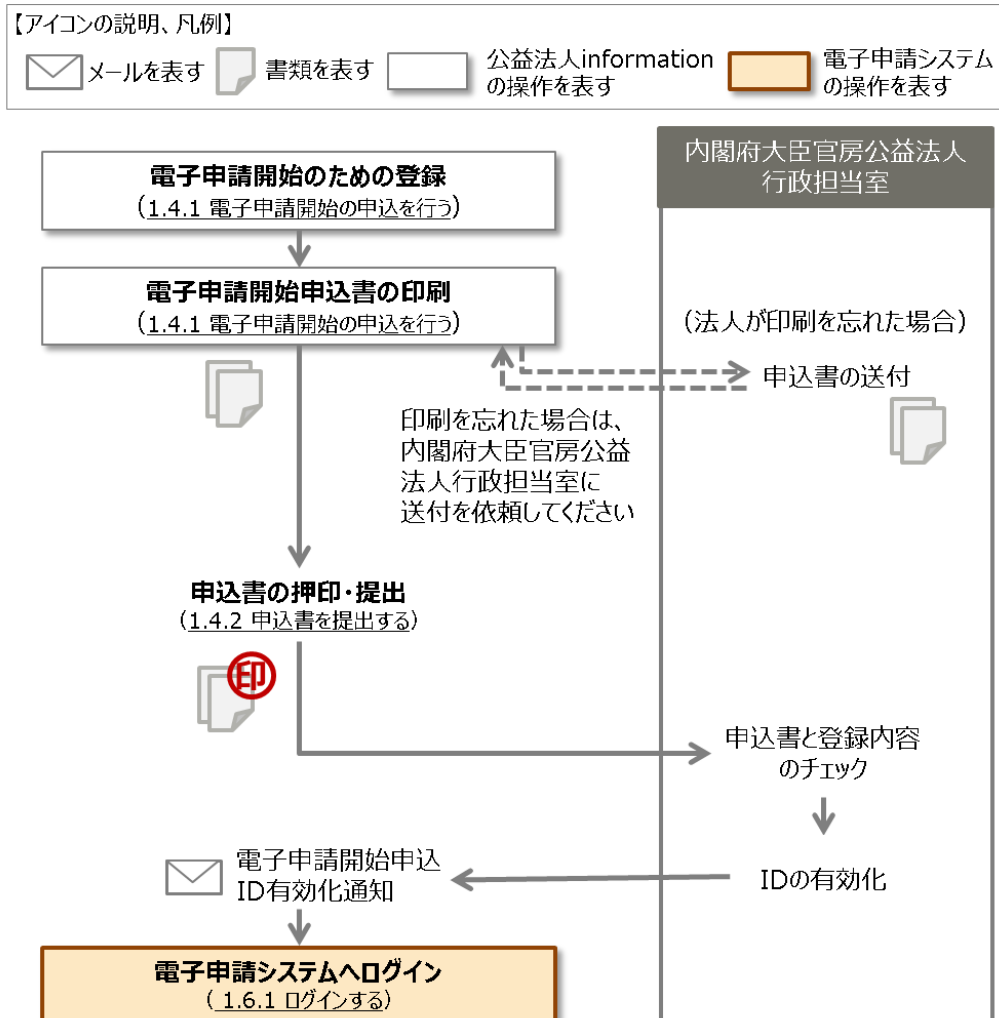 【アイコンの説明、凡例】
メールを表す
書類を表す
公益法人information
の操作を表す
電子申請システム
の操作を表す
内閣府大臣官房公益法人
行政担当室
電子申請開始のための登録
(1.4.1 電子申請開始の申込を行う)
電子申請開始申込書の印刷
(1.4.1 電子申請開始の申込を行う)
(法人が印刷を忘れた場合)
申込書の送付
印刷を忘れた場合は、
内閣府大臣官房公益
法人行政担当室に
送付を依頼してください
申込書の押印・提出
(1.4.2 申込書を提出する)
印
申込書と登録内容
のチェック
電子申請開始申込
ID有効化通知
IDの有効化
電子申請システムへログイン
( 1.6.1 ログインする)